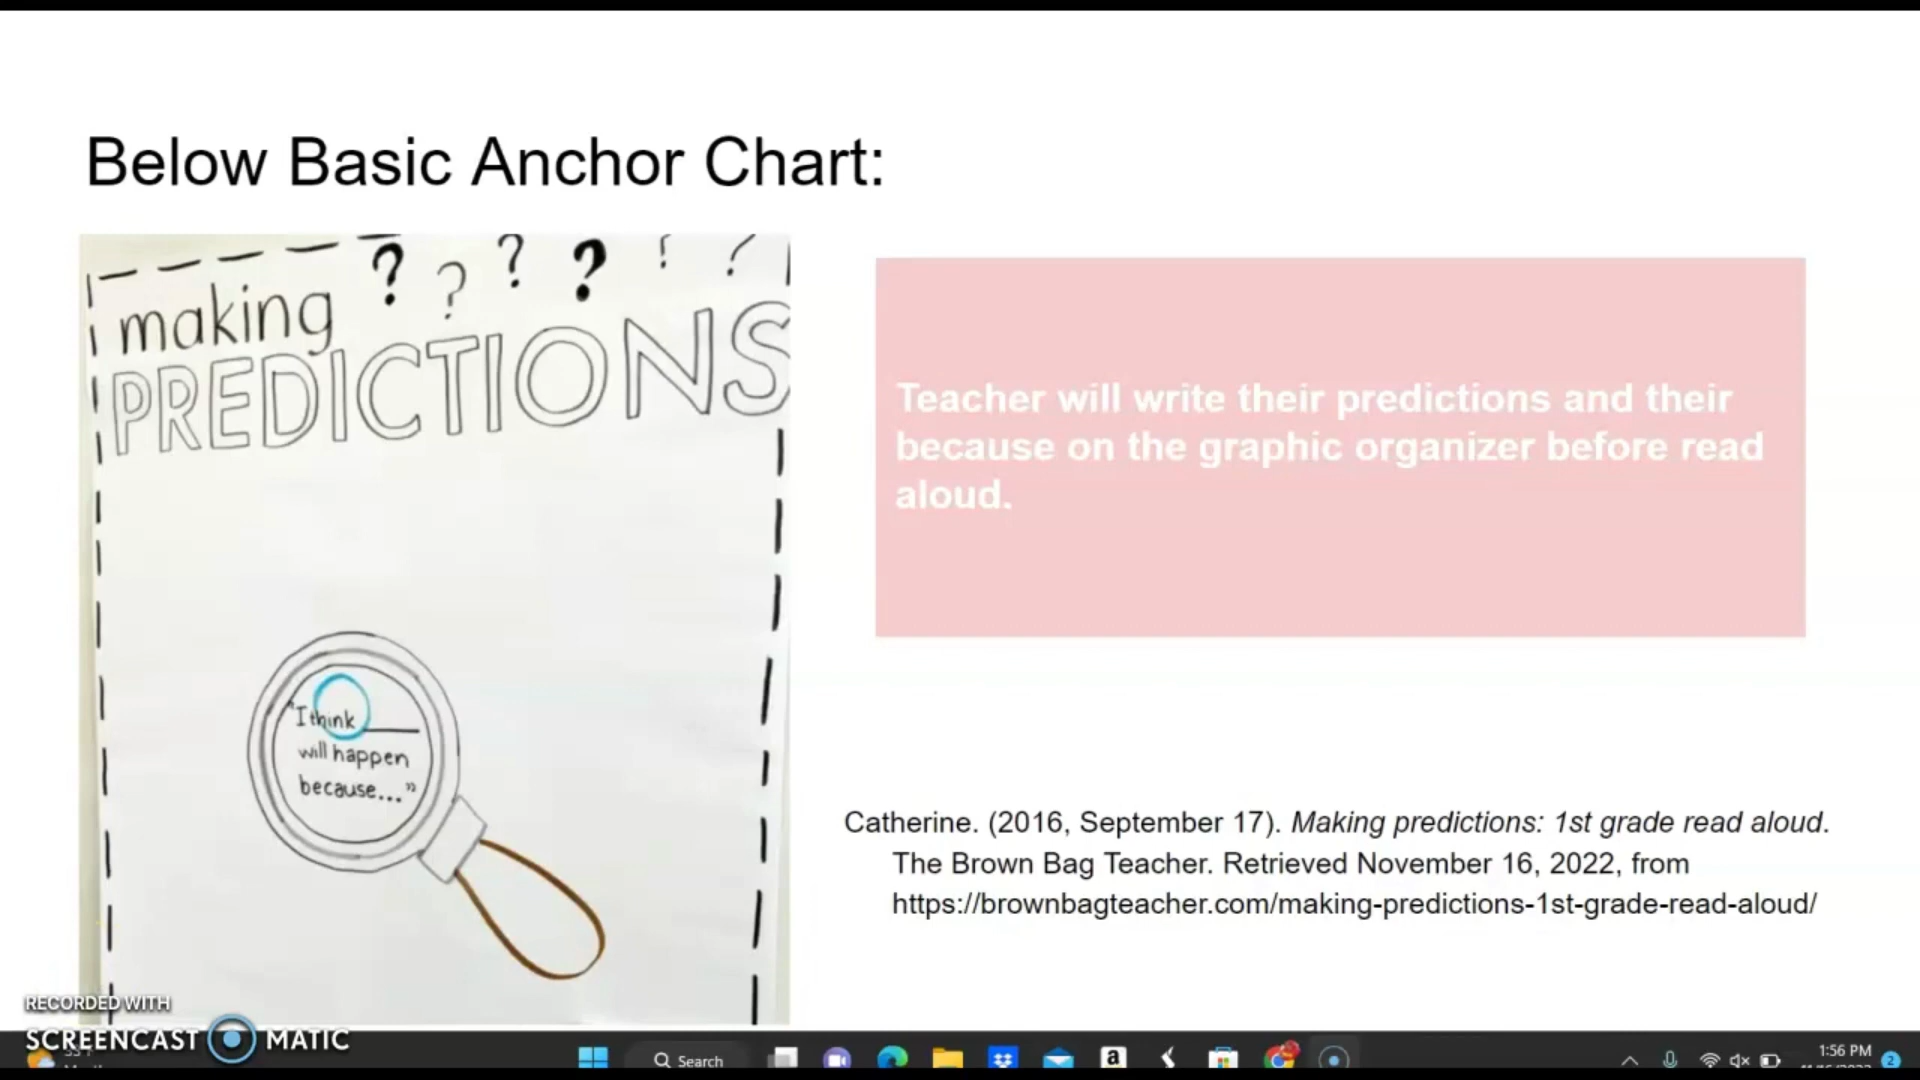 Below Basic Anchor Chart:
? ? ? ? ? ?
making
PREDICTIONS
"I think ____
will happen
because..."
Teacher will write their predictions and their
because on the graphic organizer before read
aloud.
Catherine. (2016, September 17). Making predictions: 1st grade read aloud.
The Brown Bag Teacher. Retrieved November 16, 2022, from
https://brownbagteacher.com/making-predictions-1st-grade-read-aloud/
RECORDED WITH
SCREENCAST MATIC
Search
a
1:56 PM
2